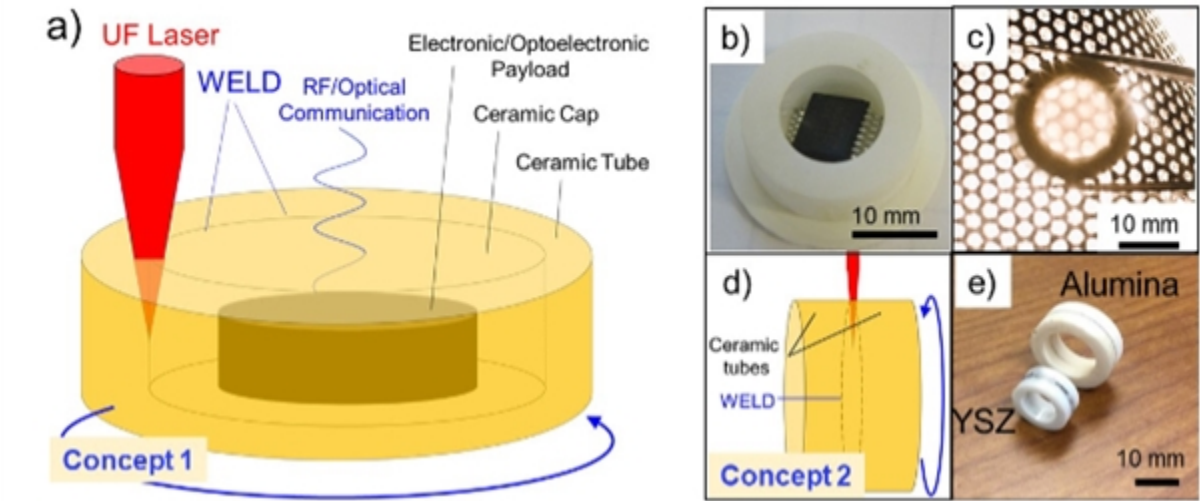 a)
UF Laser
WELD
RF/Optical
Communication
Electronic/Optoelectronic
Payload
Ceramic Cap
Ceramic Tube
Concept 1
b)
10 mm
c)
10 mm
d)
Ceramic
tubes
WELD
Concept 2
e)
Alumina
YSZ
10 mm